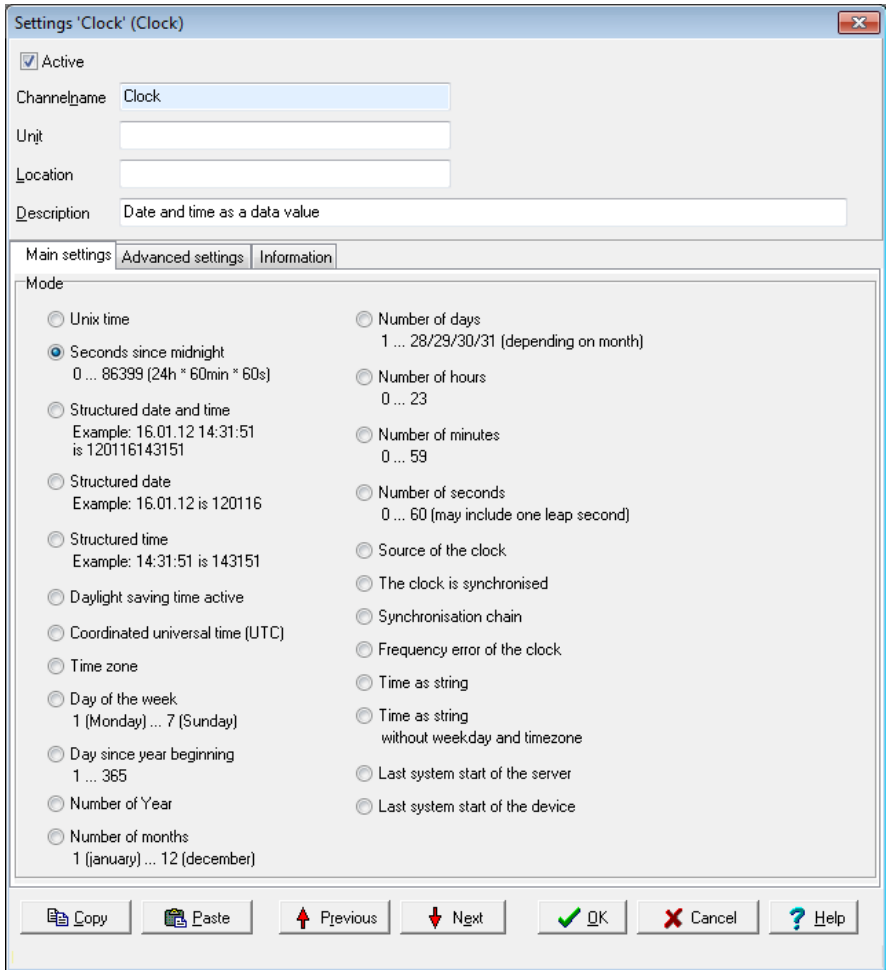 Settings 'Clock' (Clock)
Active
Channelname Clock
Unit
Location
Description Date and time as a data value
Main settings Advanced settings Information
Mode
Unix time
Seconds since midnight
0 ... 86399 (24h * 60min * 60s)
Structured date and time
Example: 16.01.12 14:31:51
is 120116143151
Structured date
Example: 16.01.12 is 120116
Structured time
Example: 14:31:51 is 143151
Daylight saving time active
Coordinated universal time (UTC)
Time zone
Day of the week
1 (Monday) ... 7 (Sunday)
Day since year beginning
1 ... 365
Number of Year
Number of months
1 (january) ... 12 (december)
Number of days
1 ... 28/29/30/31 (depending on month)
Number of hours
0 ... 23
Number of minutes
0 ... 59
Number of seconds
0 ... 60 (may include one leap second)
Source of the clock
The clock is synchronised
Synchronisation chain
Frequency error of the clock
Time as string
Time as string
without weekday and timezone
Last system start of the server
Last system start of the device
Copy Paste Previous Next OK Cancel Help